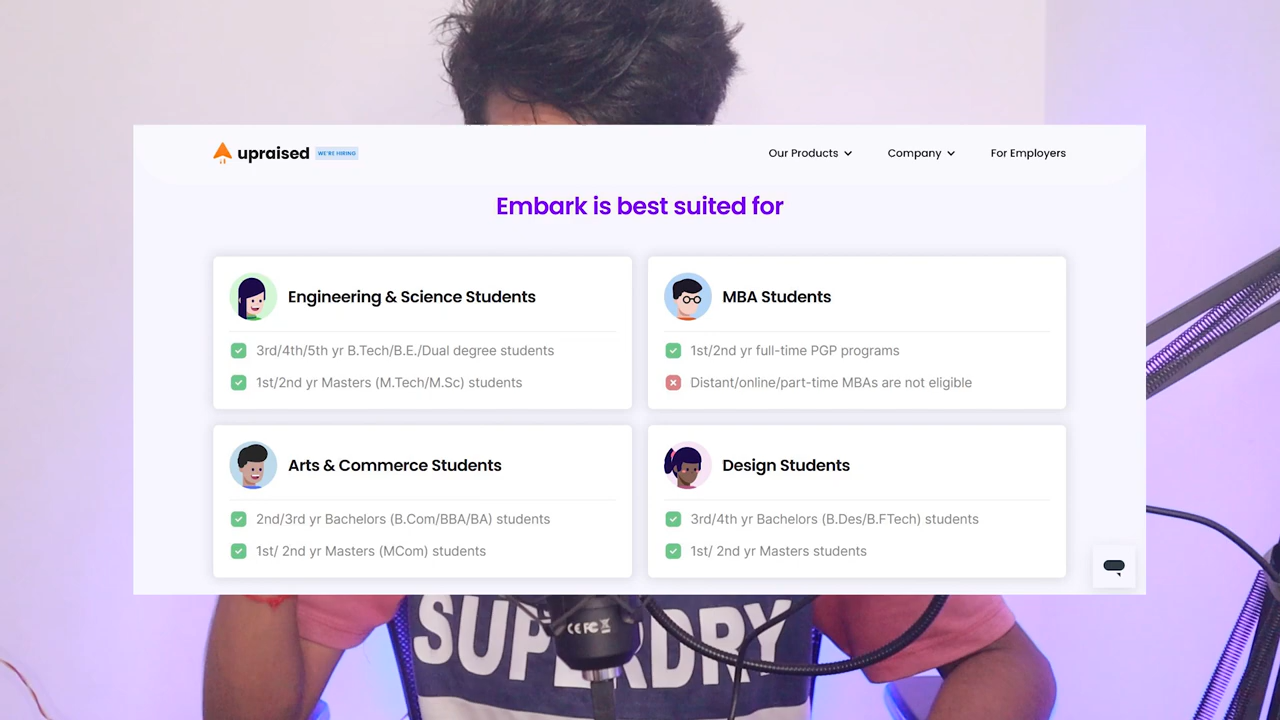 upraised WE'RE HIRING
Our Products Company For Employers
Embark is best suited for
Engineering & Science Students
3rd/4th/5th yr B.Tech/B.E./Dual degree students
1st/2nd yr Masters (M.Tech/M.Sc) students
MBA Students
1st/2nd yr full-time PGP programs
Distant/online/part-time MBAs are not eligible
Arts & Commerce Students
2nd/3rd yr Bachelors (B.Com/BBA/BA) students
1st/ 2nd yr Masters (MCom) students
Design Students
3rd/4th yr Bachelors (B.Des/B.FTech) students
1st/ 2nd yr Masters students
CE FC
SUPERDRY